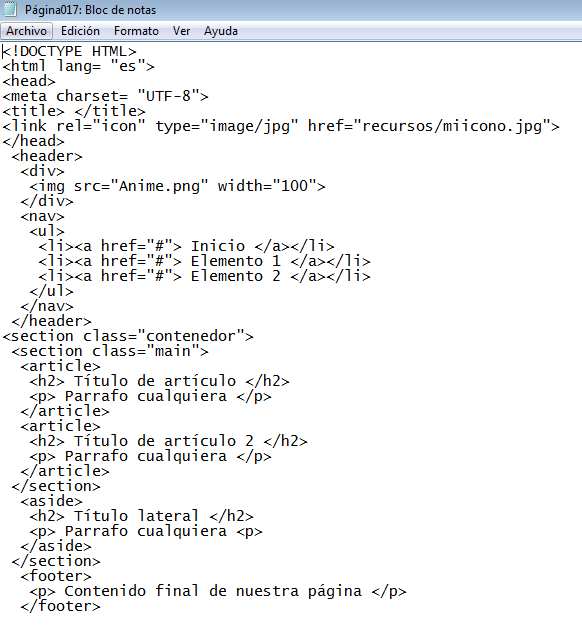 Página017: Bloc de notas
Archivo Edición Formato Ver Ayuda
<!DOCTYPE HTML>
<html lang= "es">
<head>
<meta charset= "UTF-8">
<title> </title>
<link rel="icon" type="image/jpg" href="recursos/miicono.jpg">
</head>
<header>
<div>
<img src="Anime.png" width="100">
</div>
<nav>
<ul>
<li><a href="#"> Inicio </a></li>
<li><a href="#"> Elemento 1 </a></li>
<li><a href="#"> Elemento 2 </a></li>
</ul>
</nav>
</header>
<section class="contenedor">
<section class="main">
<article>
<h2> Título de artículo </h2>
<p> Parrafo cualquiera </p>
</article>
<article>
<h2> Título de artículo 2 </h2>
<p> Parrafo cualquiera </p>
</article>
</section>
<aside>
<h2> Título lateral </h2>
<p> Parrafo cualquiera <p>
</aside>
</section>
<footer>
<p> Contenido final de nuestra página </p>
</footer>